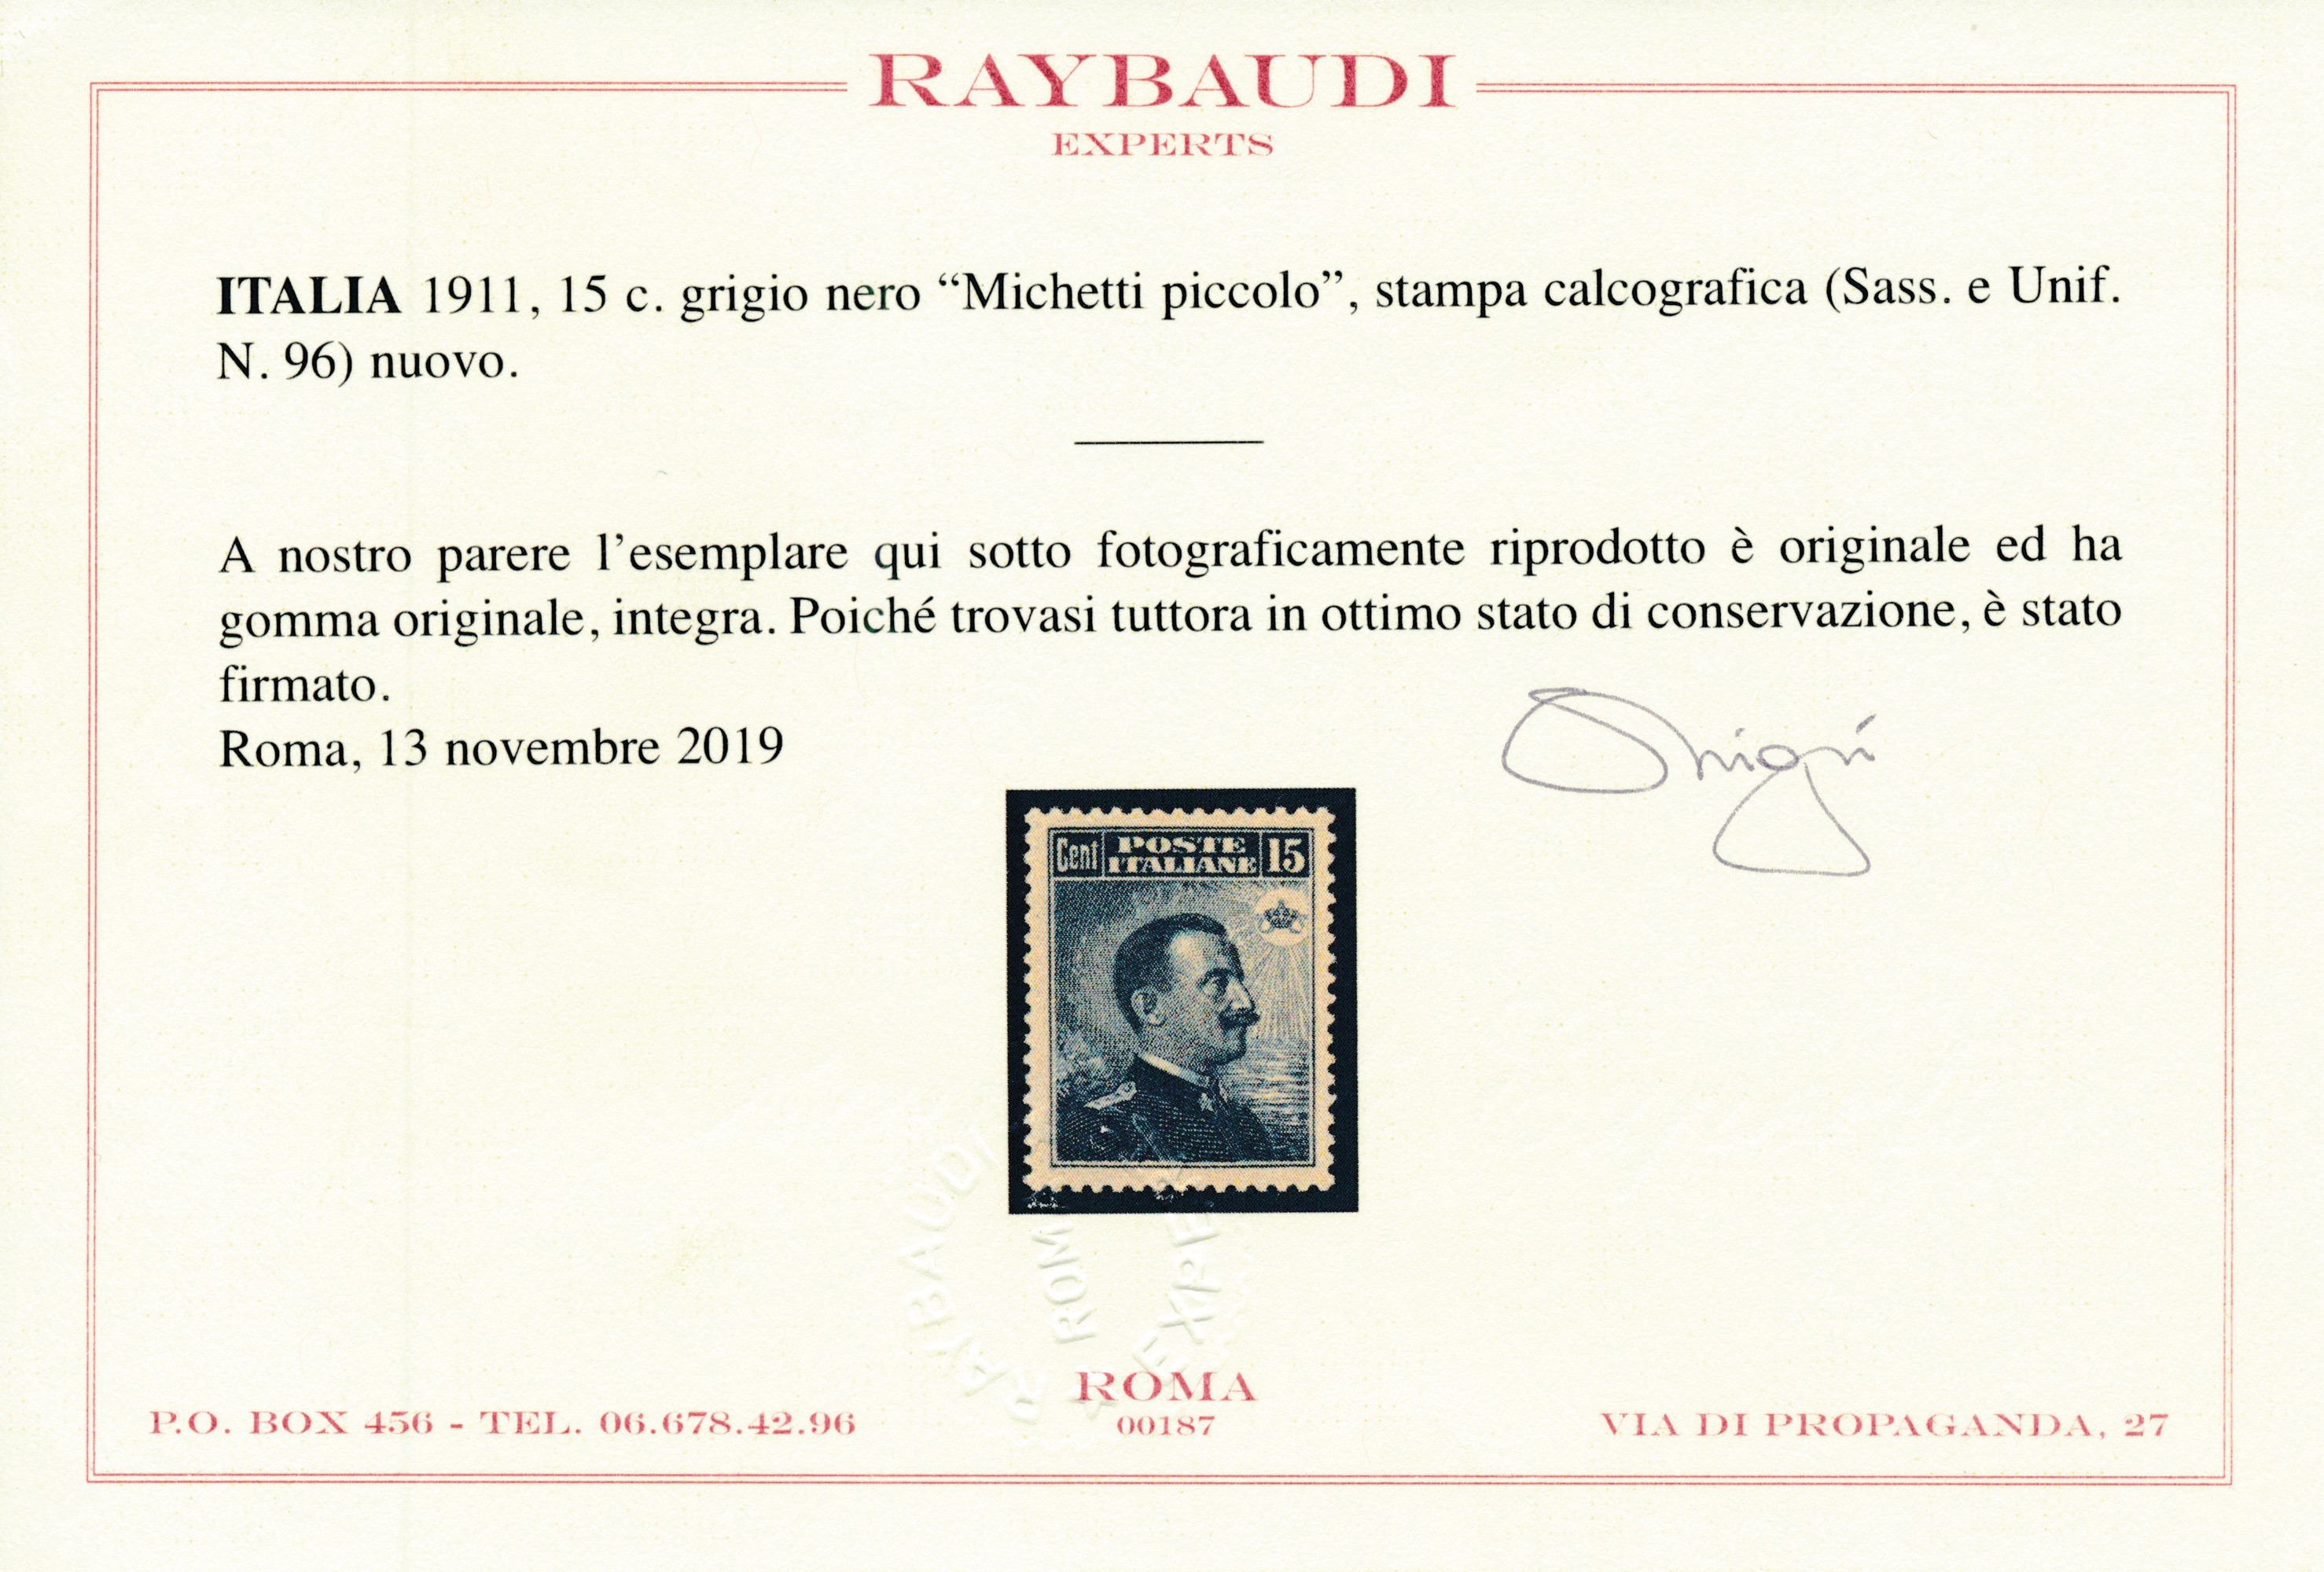 RAYBAUDI
EXPERTS
ITALIA 1911, 15 c. grigio nero “Michetti piccolo”, stampa calcografica (Sass. e Unif.
N. 96) nuovo.
A nostro parere l’esemplare qui sotto fotograficamente riprodotto è originale ed ha
gomma originale, integra. Poiché trovasi tuttora in ottimo stato di conservazione, è stato
firmato.
Roma, 13 novembre 2019
Cent POSTE ITALIANE 15
RAYBAUDI
ROM
EXPE
ROMA
P.O. BOX 456 - TEL. 06.678.42.96 00187 VIA DI PROPAGANDA, 27